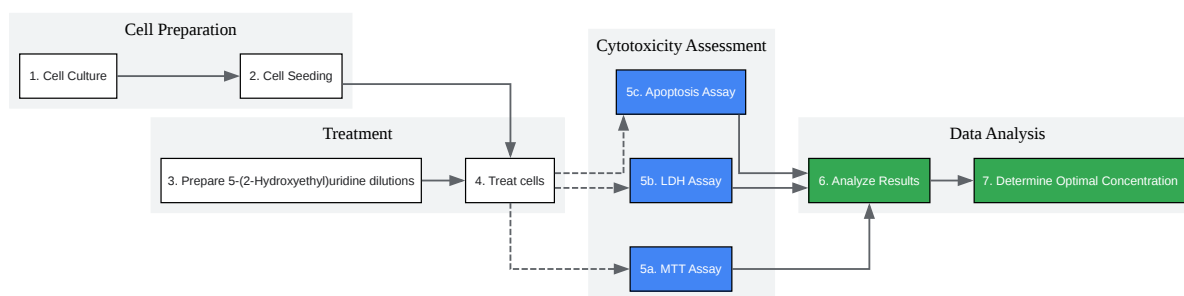 Cell Preparation
1. Cell Culture
2. Cell Seeding
Treatment
3. Prepare 5-(2-Hydroxyethyl)uridine dilutions
4. Treat cells
Cytotoxicity Assessment
5c. Apoptosis Assay
5b. LDH Assay
5a. MTT Assay
Data Analysis
6. Analyze Results
7. Determine Optimal Concentration